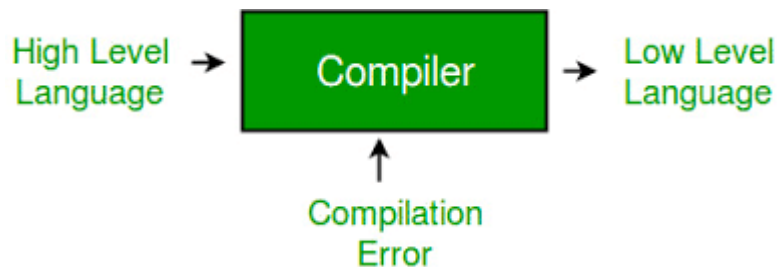 High Level
Language
Compiler
Low Level
Language
Compilation
Error